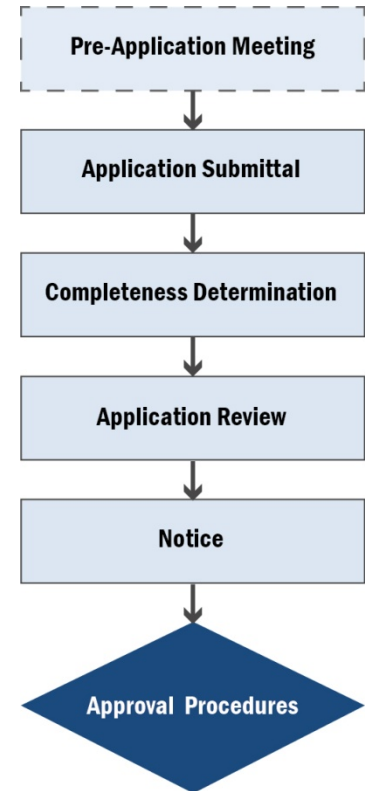 Pre-Application Meeting
Application Submittal
Completeness Determination
Application Review
Notice
Approval Procedures